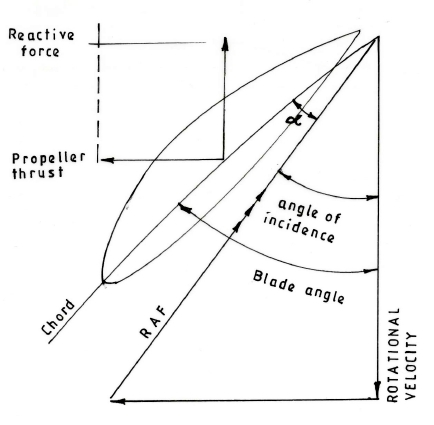 Reactive
force
Propeller
thrust
α
angle of
incidence
Blade angle
Chord
RAF
ROTATIONAL
VELOCITY